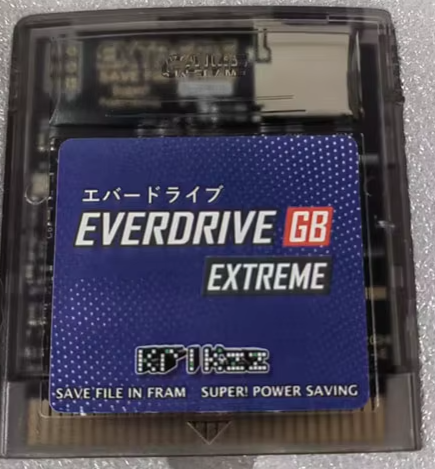 エバードライブ
EVERDRIVE GB
EXTREME
SAVE FILE IN FRAM SUPER! POWER SAVING